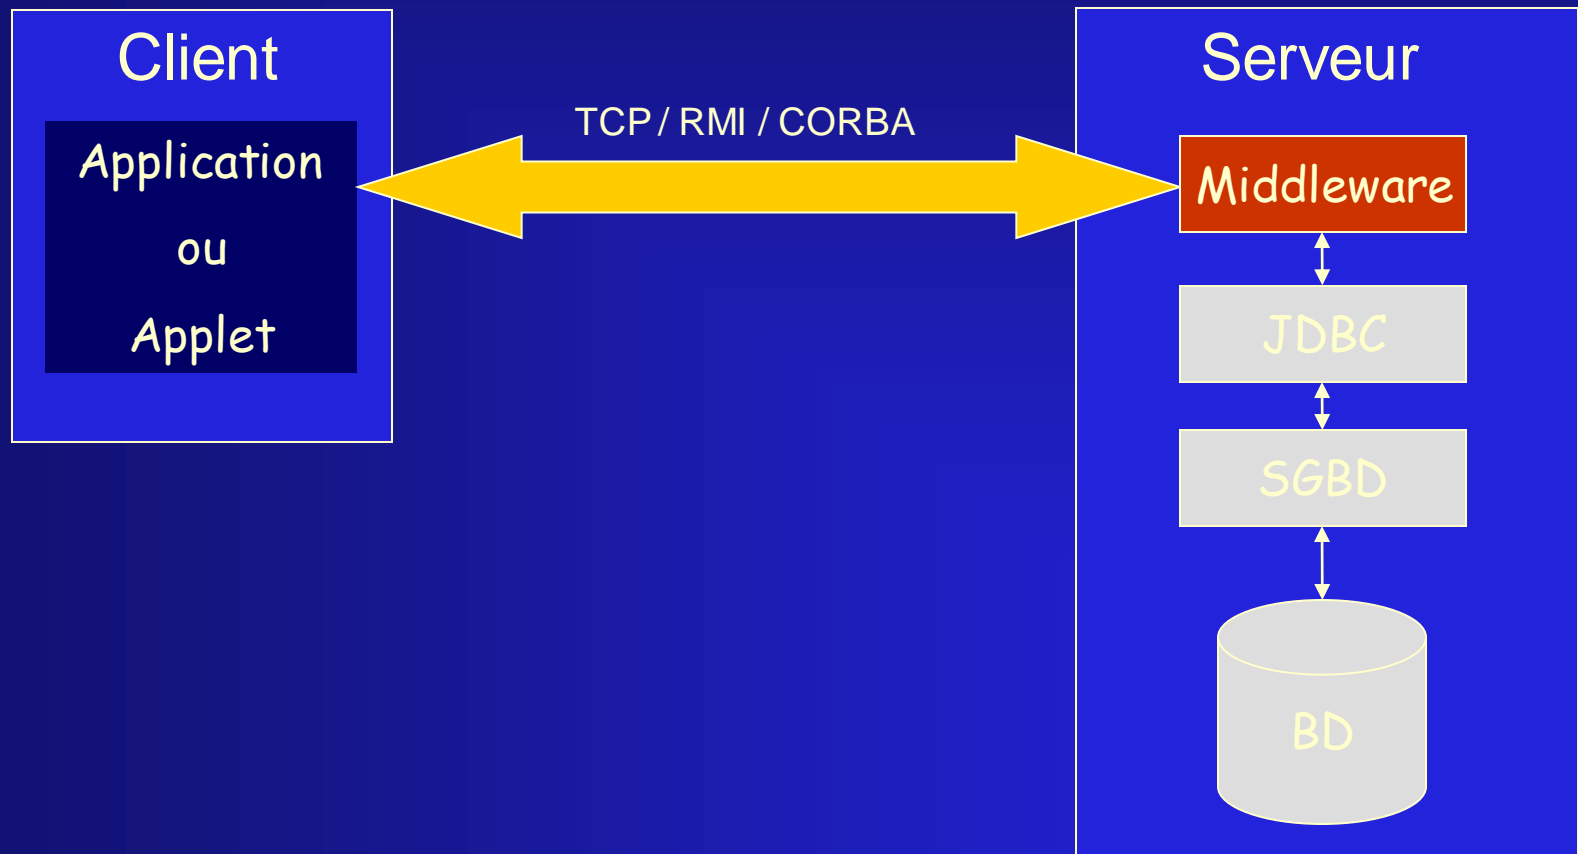 Client
Application
ou
Applet
TCP / RMI / CORBA
Serveur
Middleware
JDBC
SGBD
BD